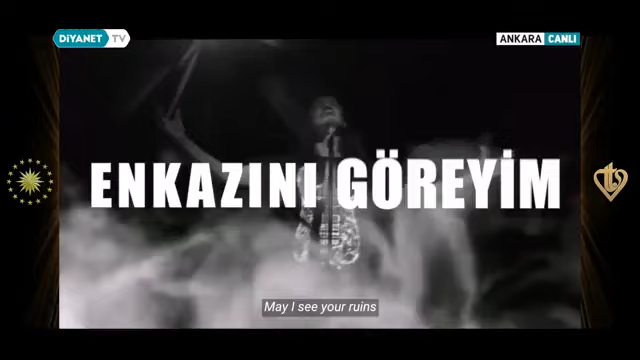 DİYANET TV
ANKARA CANLI
ENKAZINI GÖREYİM
May I see your ruins